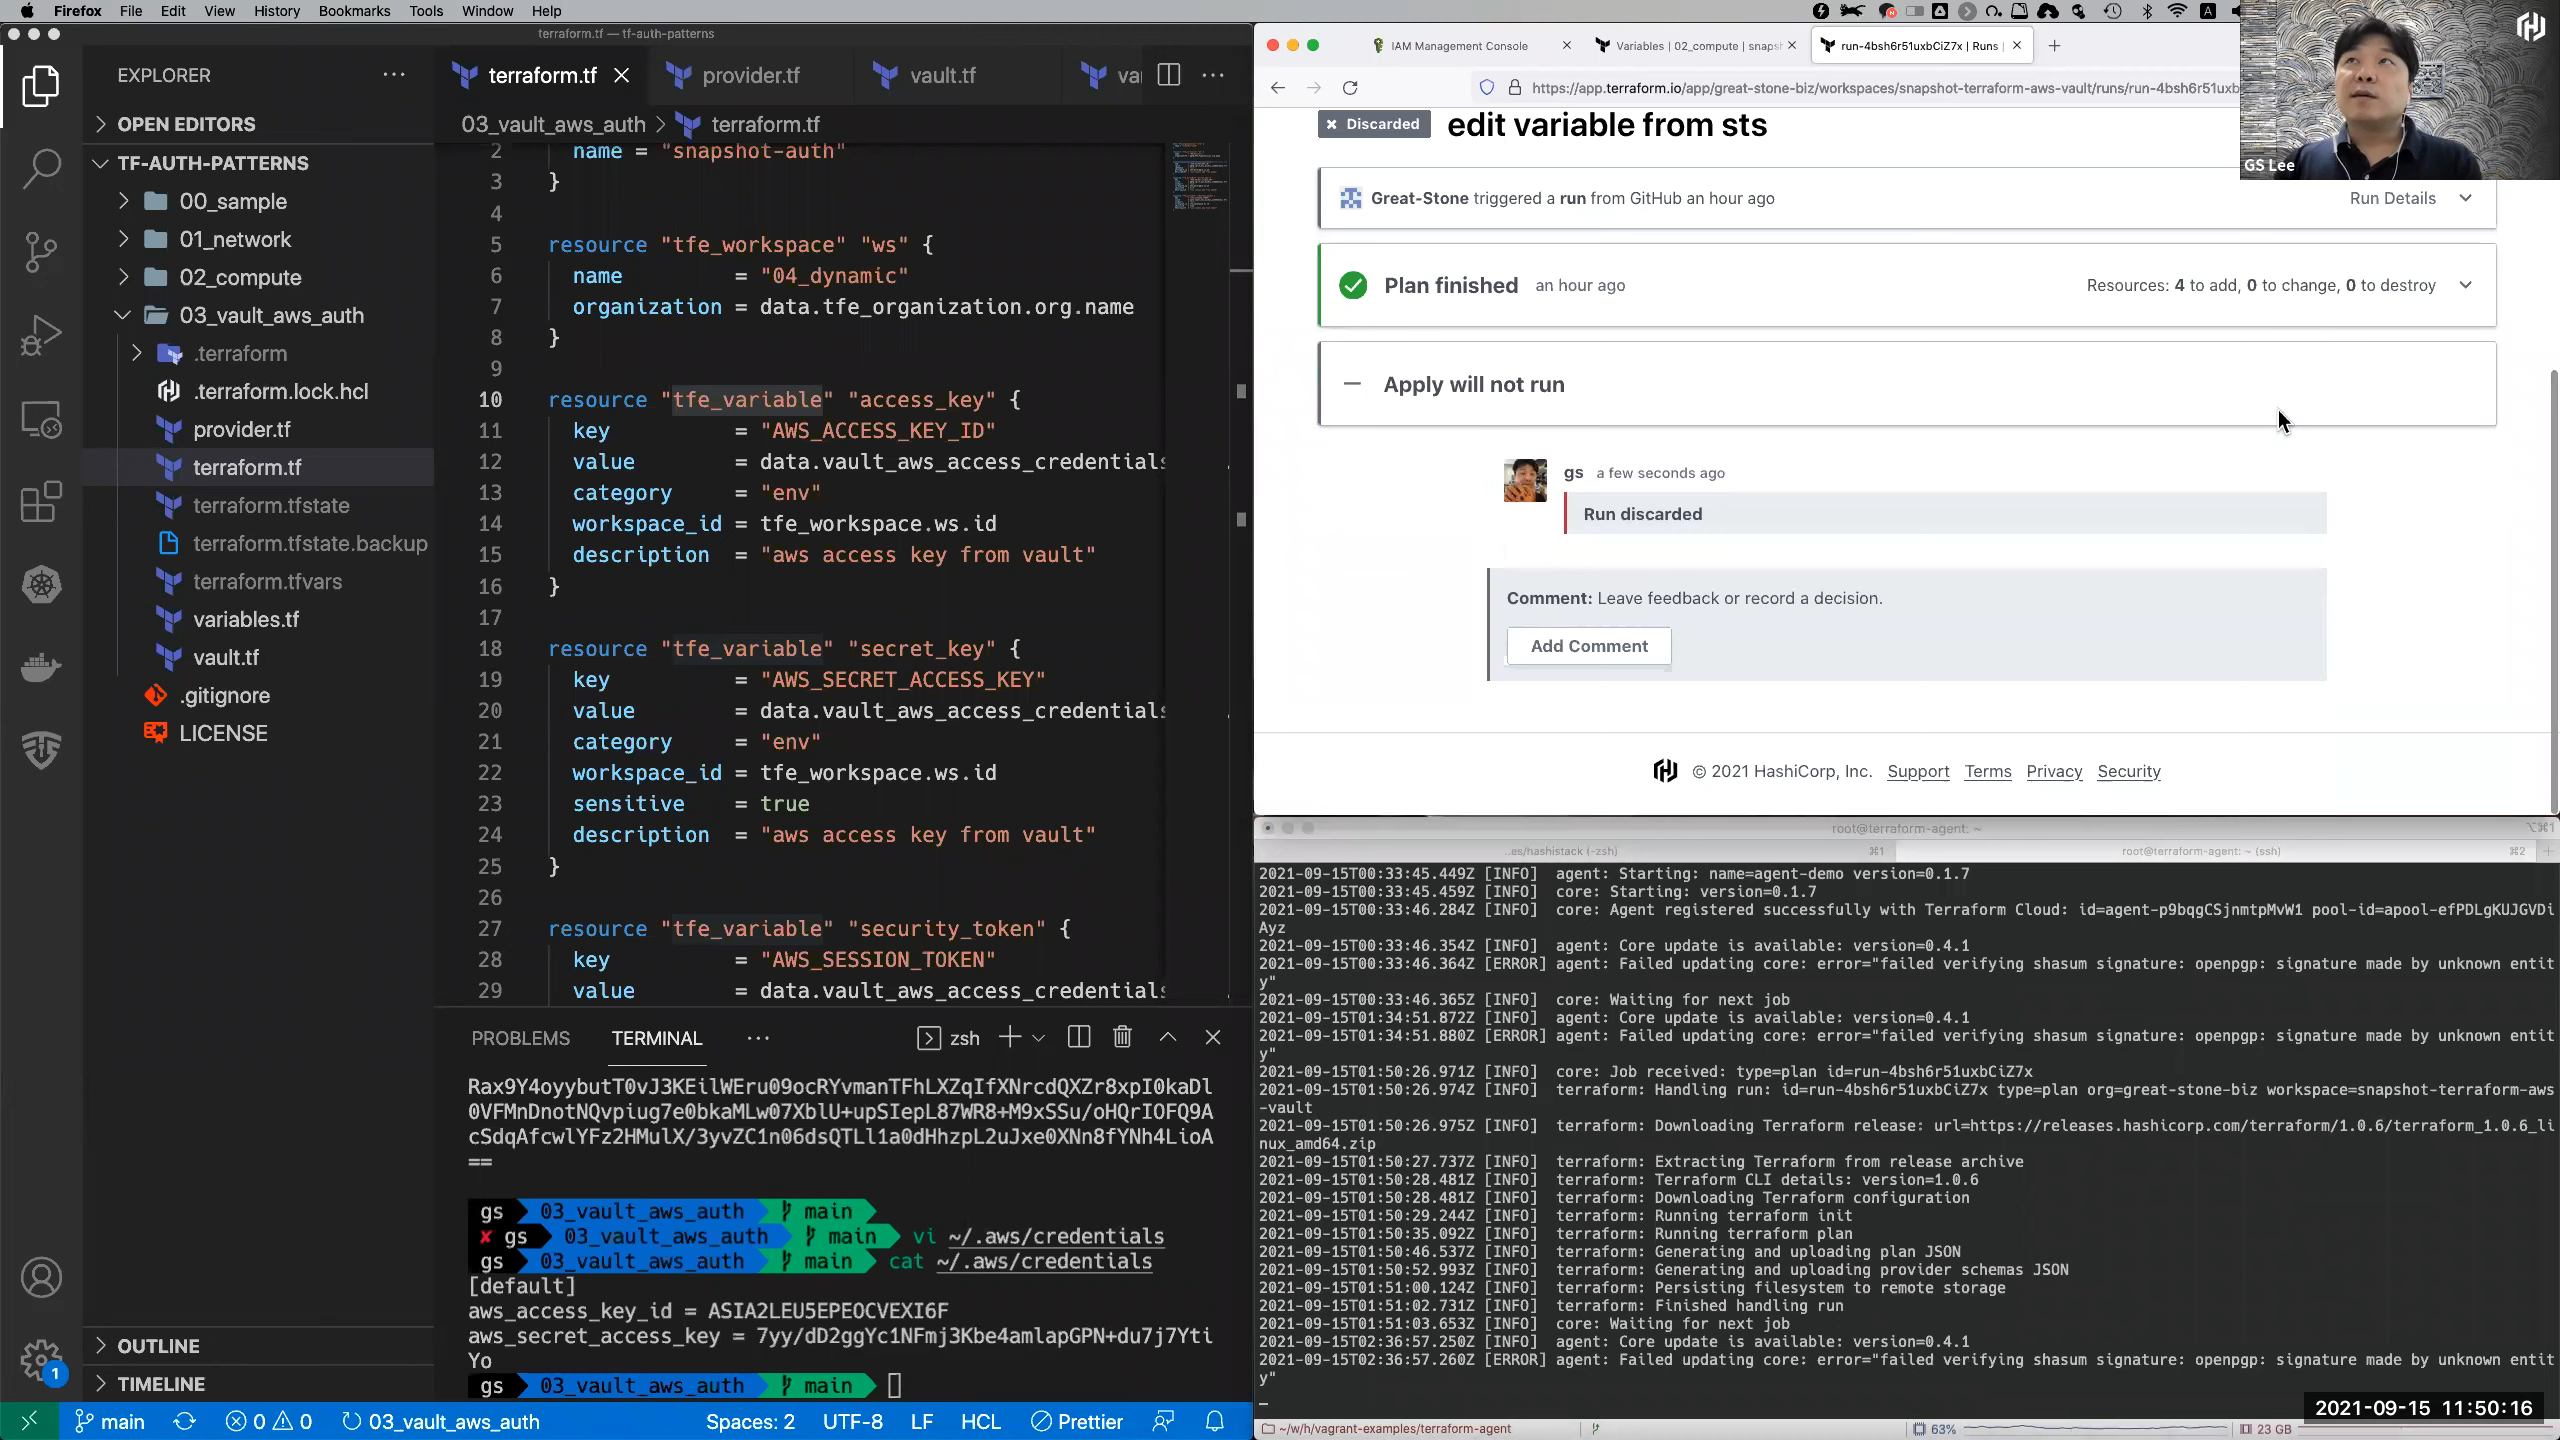 Firefox File Edit View History Bookmarks Tools Window Help
terraform.tf — tf-auth-patterns
EXPLORER
OPEN EDITORS
TF-AUTH-PATTERNS
00_sample
01_network
02_compute
03_vault_aws_auth
.terraform
.terraform.lock.hcl
provider.tf
terraform.tf
terraform.tfstate
terraform.tfstate.backup
terraform.tfvars
variables.tf
vault.tf
.gitignore
LICENSE
OUTLINE
TIMELINE
terraform.tf provider.tf vault.tf
03_vault_aws_auth > terraform.tf
2 name = "snapshot-auth"
3 }
4
5 resource "tfe_workspace" "ws" {
6 name = "04_dynamic"
7 organization = data.tfe_organization.org.name
8 }
9
10 resource "tfe_variable" "access_key" {
11 key = "AWS_ACCESS_KEY_ID"
12 value = data.vault_aws_access_credentials
13 category = "env"
14 workspace_id = tfe_workspace.ws.id
15 description = "aws access key from vault"
16 }
17
18 resource "tfe_variable" "secret_key" {
19 key = "AWS_SECRET_ACCESS_KEY"
20 value = data.vault_aws_access_credentials
21 category = "env"
22 workspace_id = tfe_workspace.ws.id
23 sensitive = true
24 description = "aws access key from vault"
25 }
26
27 resource "tfe_variable" "security_token" {
28 key = "AWS_SESSION_TOKEN"
29 value = data.vault_aws_access_credentials
PROBLEMS TERMINAL ··· zsh
Rax9Y4oyybutT0vJ3KEilWEru09ocRYvmanTFhLXZqIfXNrcdQXZr8xpI0kaDl
0VFMnDnotNQvpiug7e0bkaMLw07XblU+upSIepL87WR8+M9xSSu/oHQrIOFQ9A
cSdqAfcwlYFz2HMulX/3yvZC1n06dsQTLl1a0dHhzpL2uJxe0XNn8fYNh4LioA
==
gs 03_vault_aws_auth main
✘ gs 03_vault_aws_auth main vi ~/.aws/credentials
gs 03_vault_aws_auth main cat ~/.aws/credentials
[default]
aws_access_key_id = ASIA2LEU5EPEOCVEXI6F
aws_secret_access_key = 7yy/dD2ggYc1NFmj3Kbe4amlapGPN+du7j7Yti
Yo
gs 03_vault_aws_auth main
1
main 0 0 03_vault_aws_auth Spaces: 2 UTF-8 LF HCL Prettier
IAM Management Console Variables | 02_compute | snaps run-4bsh6r51uxbCiZ7x | Runs
https://app.terraform.io/app/great-stone-biz/workspaces/snapshot-terraform-aws-vault/runs/run-4bsh6r51uxb
GS Lee
Discarded edit variable from sts
Great-Stone triggered a run from GitHub an hour ago Run Details
Plan finished an hour ago Resources: 4 to add, 0 to change, 0 to destroy
Apply will not run
gs a few seconds ago
Run discarded
Comment: Leave feedback or record a decision.
Add Comment
© 2021 HashiCorp, Inc. Support Terms Privacy Security
root@terraform-agent: ~ ⌥⌘1
..es/hashistack (-zsh) ⌘1 root@terraform-agent: ~ (ssh) ⌘2
2021-09-15T00:33:45.449Z [INFO] agent: Starting: name=agent-demo version=0.1.7
2021-09-15T00:33:45.459Z [INFO] core: Starting: version=0.1.7
2021-09-15T00:33:46.284Z [INFO] core: Agent registered successfully with Terraform Cloud: id=agent-p9bqgCSjnmtpMvW1 pool-id=apool-efPDLgKUJGVDi
Ayz
2021-09-15T00:33:46.354Z [INFO] agent: Core update is available: version=0.4.1
2021-09-15T00:33:46.364Z [ERROR] agent: Failed updating core: error="failed verifying shasum signature: openpgp: signature made by unknown entit
y"
2021-09-15T00:33:46.365Z [INFO] core: Waiting for next job
2021-09-15T01:34:51.872Z [INFO] agent: Core update is available: version=0.4.1
2021-09-15T01:34:51.880Z [ERROR] agent: Failed updating core: error="failed verifying shasum signature: openpgp: signature made by unknown entit
y"
2021-09-15T01:50:26.971Z [INFO] core: Job received: type=plan id=run-4bsh6r51uxbCiZ7x
2021-09-15T01:50:26.974Z [INFO] terraform: Handling run: id=run-4bsh6r51uxbCiZ7x type=plan org=great-stone-biz workspace=snapshot-terraform-aws
-vault
2021-09-15T01:50:26.975Z [INFO] terraform: Downloading Terraform release: url=https://releases.hashicorp.com/terraform/1.0.6/terraform_1.0.6_li
nux_amd64.zip
2021-09-15T01:50:27.737Z [INFO] terraform: Extracting Terraform from release archive
2021-09-15T01:50:28.481Z [INFO] terraform: Terraform CLI details: version=1.0.6
2021-09-15T01:50:28.481Z [INFO] terraform: Downloading Terraform configuration
2021-09-15T01:50:29.244Z [INFO] terraform: Running terraform init
2021-09-15T01:50:35.092Z [INFO] terraform: Running terraform plan
2021-09-15T01:50:46.537Z [INFO] terraform: Generating and uploading plan JSON
2021-09-15T01:50:52.993Z [INFO] terraform: Generating and uploading provider schemas JSON
2021-09-15T01:51:00.124Z [INFO] terraform: Persisting filesystem to remote storage
2021-09-15T01:51:02.731Z [INFO] terraform: Finished handling run
2021-09-15T01:51:03.653Z [INFO] core: Waiting for next job
2021-09-15T02:36:57.250Z [INFO] agent: Core update is available: version=0.4.1
2021-09-15T02:36:57.260Z [ERROR] agent: Failed updating core: error="failed verifying shasum signature: openpgp: signature made by unknown entit
y"
2021-09-15 11:50:16
~/w/h/vagrant-examples/terraform-agent 63% 23 GB